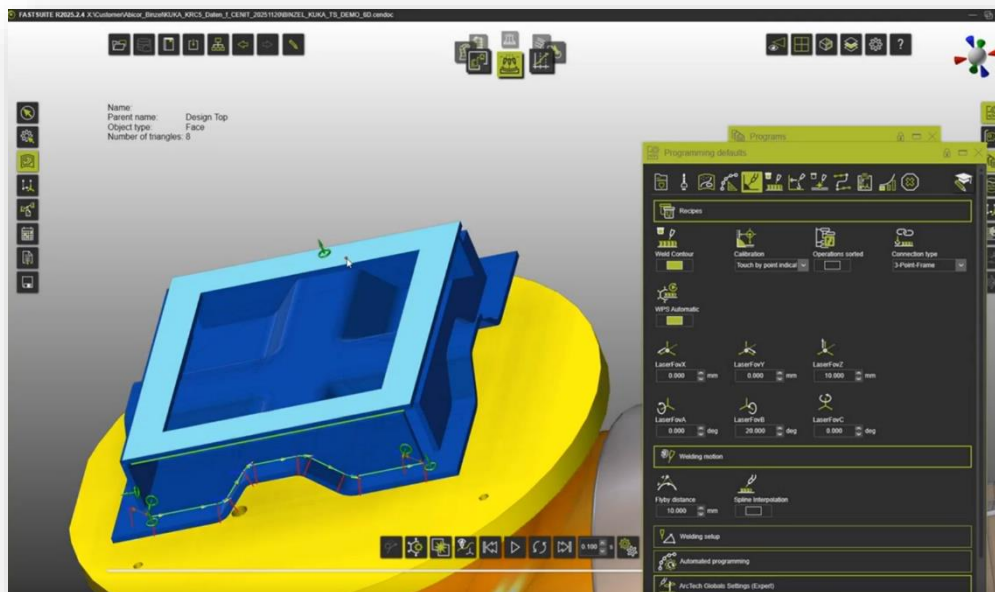 FASTSUITE R2025.2.4 X:\Customer\Abicor_Binzel\KUKA_KRC5_Daten_f_CENIT_20251120\BINZEL_KUKA_TS_DEMO_6D.cendoc
Name:
Parent name: Design Top
Object type: Face
Number of triangles: 8
Programs
Programming defaults
Recipes
Weld Contour
Calibration
Operations sorted
Connection type
Touch by point indicat
3-Point-Frame
WPS Automatic
LaserFovX
LaserFovY
LaserFovZ
0.000 mm
0.000 mm
10.000 mm
LaserFovA
LaserFovB
LaserFovC
0.000 deg
20.000 deg
0.000 deg
Welding motion
Flyby distance
Spline Interpolation
10.000 mm
Welding setup
0.100 s
Automated programming
ArcTech Globals Settings (Expert)